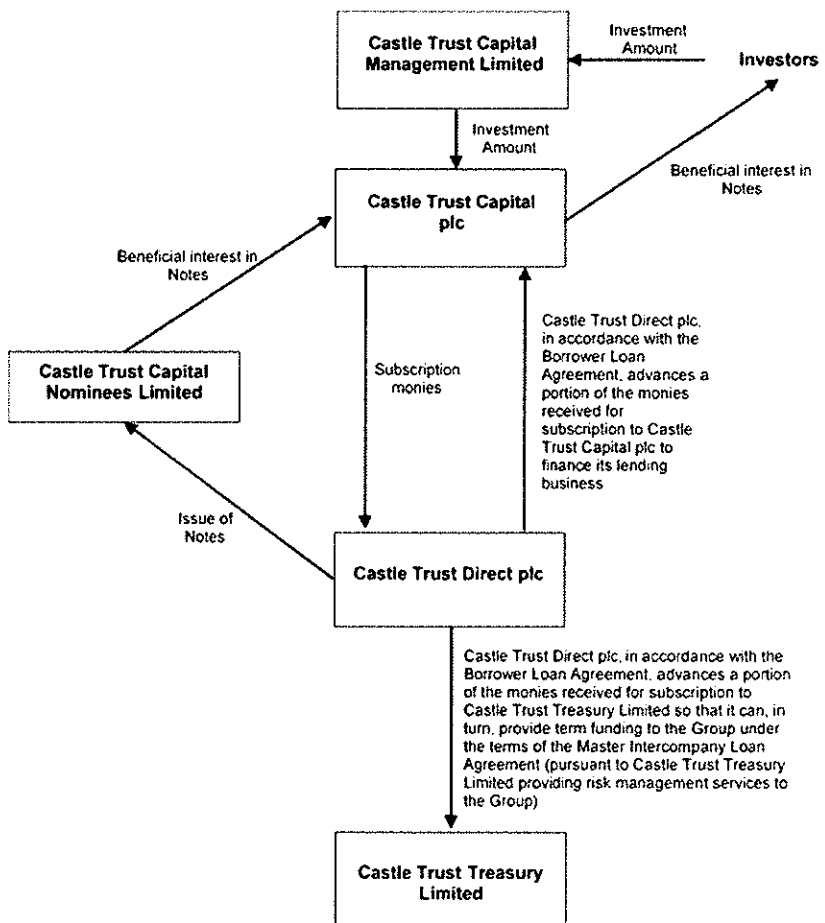 Castle Trust Capital
Management Limited
Investment
Amount
Investors
Investment
Amount
Beneficial interest in
Notes
Castle Trust Capital
plc
Beneficial interest in
Notes
Castle Trust Capital
Nominees Limited
Subscription
monies
Castle Trust Direct plc,
in accordance with the
Borrower Loan
Agreement, advances a
portion of the monies
received for
subscription to Castle
Trust Capital plc to
finance its lending
business
Issue of
Notes
Castle Trust Direct plc
Castle Trust Direct plc, in accordance with the
Borrower Loan Agreement, advances a portion
of the monies received for subscription to
Castle Trust Treasury Limited so that it can, in
turn, provide term funding to the Group under
the terms of the Master Intercompany Loan
Agreement (pursuant to Castle Trust Treasury
Limited providing risk management services to
the Group)
Castle Trust Treasury
Limited